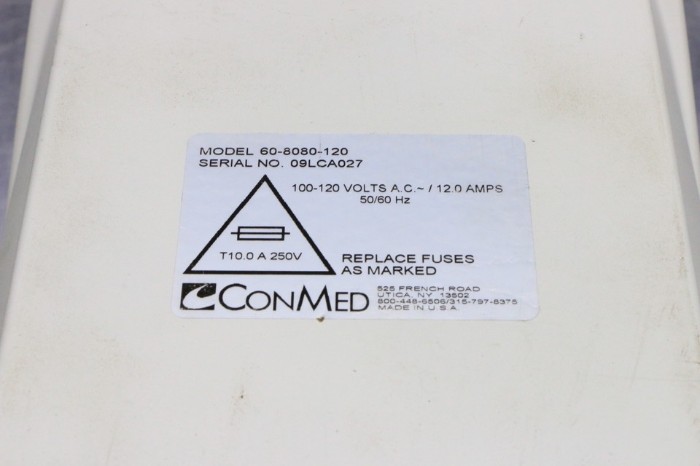 MODEL 60-8080-120
SERIAL NO. 09LCA027
100-120 VOLTS A.C.~ / 12.0 AMPS
50/60 Hz
T10.0 A 250V
REPLACE FUSES
AS MARKED
CONMED
525 FRENCH ROAD
UTICA, NY 13502
800-448-6506/315-797-8375
MADE IN U.S.A.